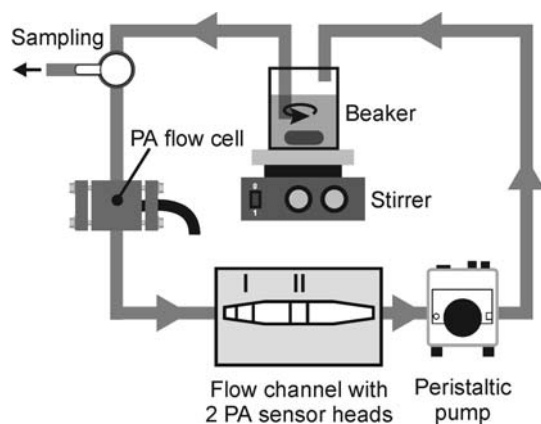 Sampling
PA flow cell
Beaker
Stirrer
I
II
Flow channel with
2 PA sensor heads
Peristaltic
pump